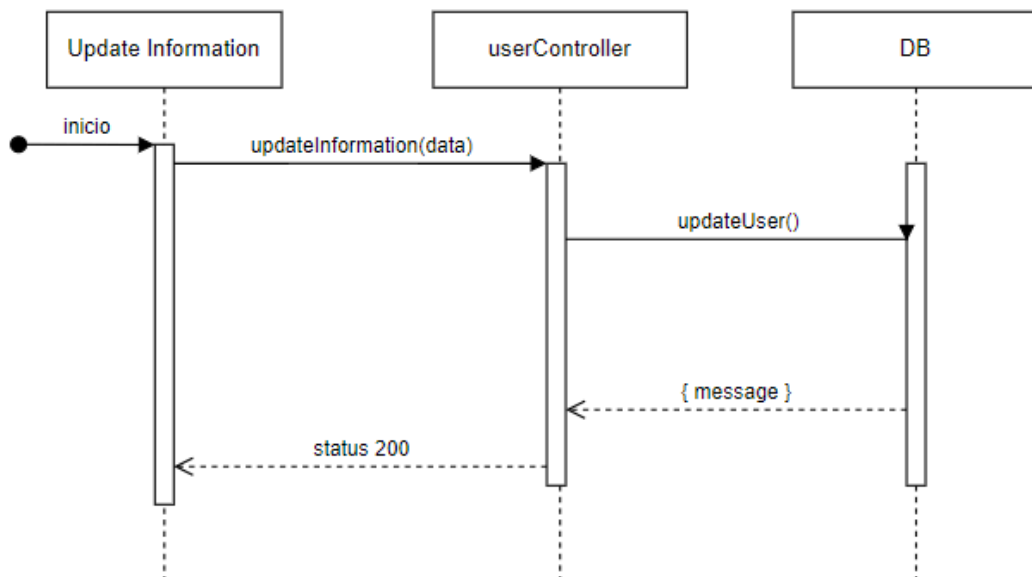 Update Information
userController
DB
inicio
updateInformation(data)
updateUser()
{ message }
status 200